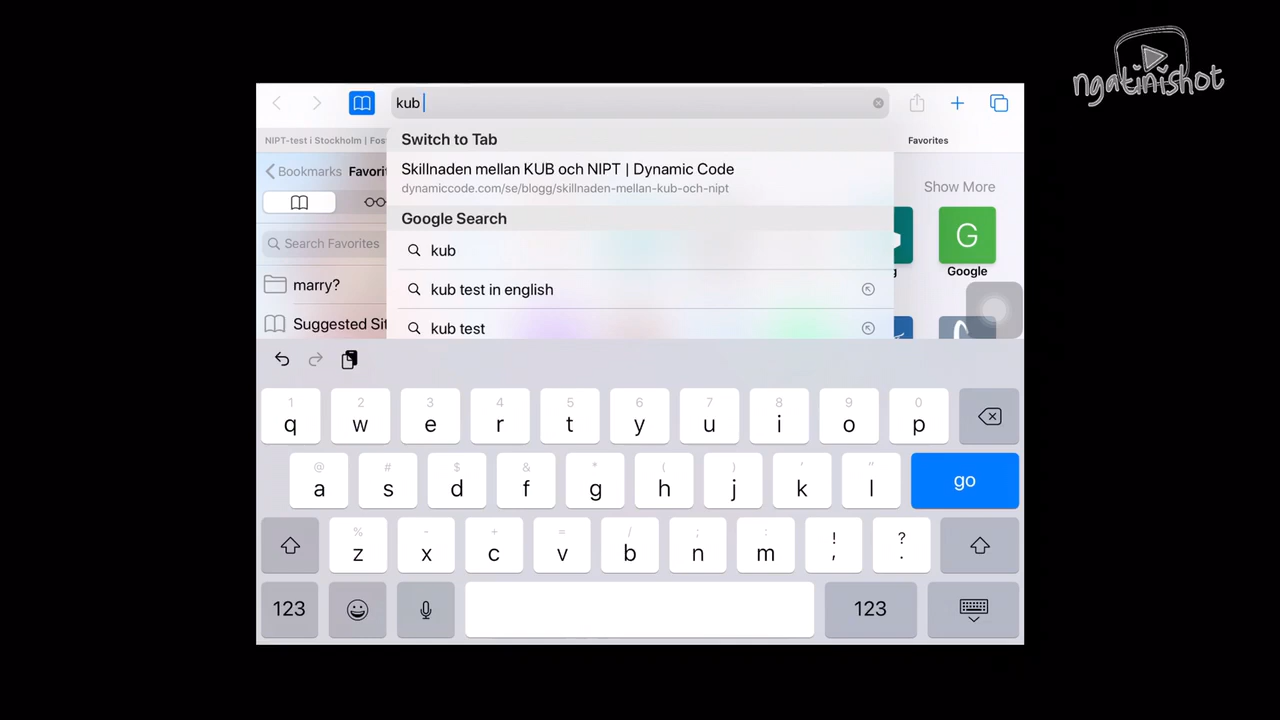 ngatinishot
kub
NIPT-test i Stockholm | Fos
Favorites
Switch to Tab
Skillnaden mellan KUB och NIPT | Dynamic Code
dynamiccode.com/se/blogg/skillnaden-mellan-kub-och-nipt
Bookmarks Favori
Show More
Google Search
Search Favorites
kub
G
g
Google
marry?
kub test in english
Suggested Sit
kub test
1 2 3 4 5 6 7 8 9 0
q w e r t y u i o p
@ # $ & * ( ) ' "
a s d f g h j k l go
% - + = / ; : ! ?
z x c v b n m , .
123 123